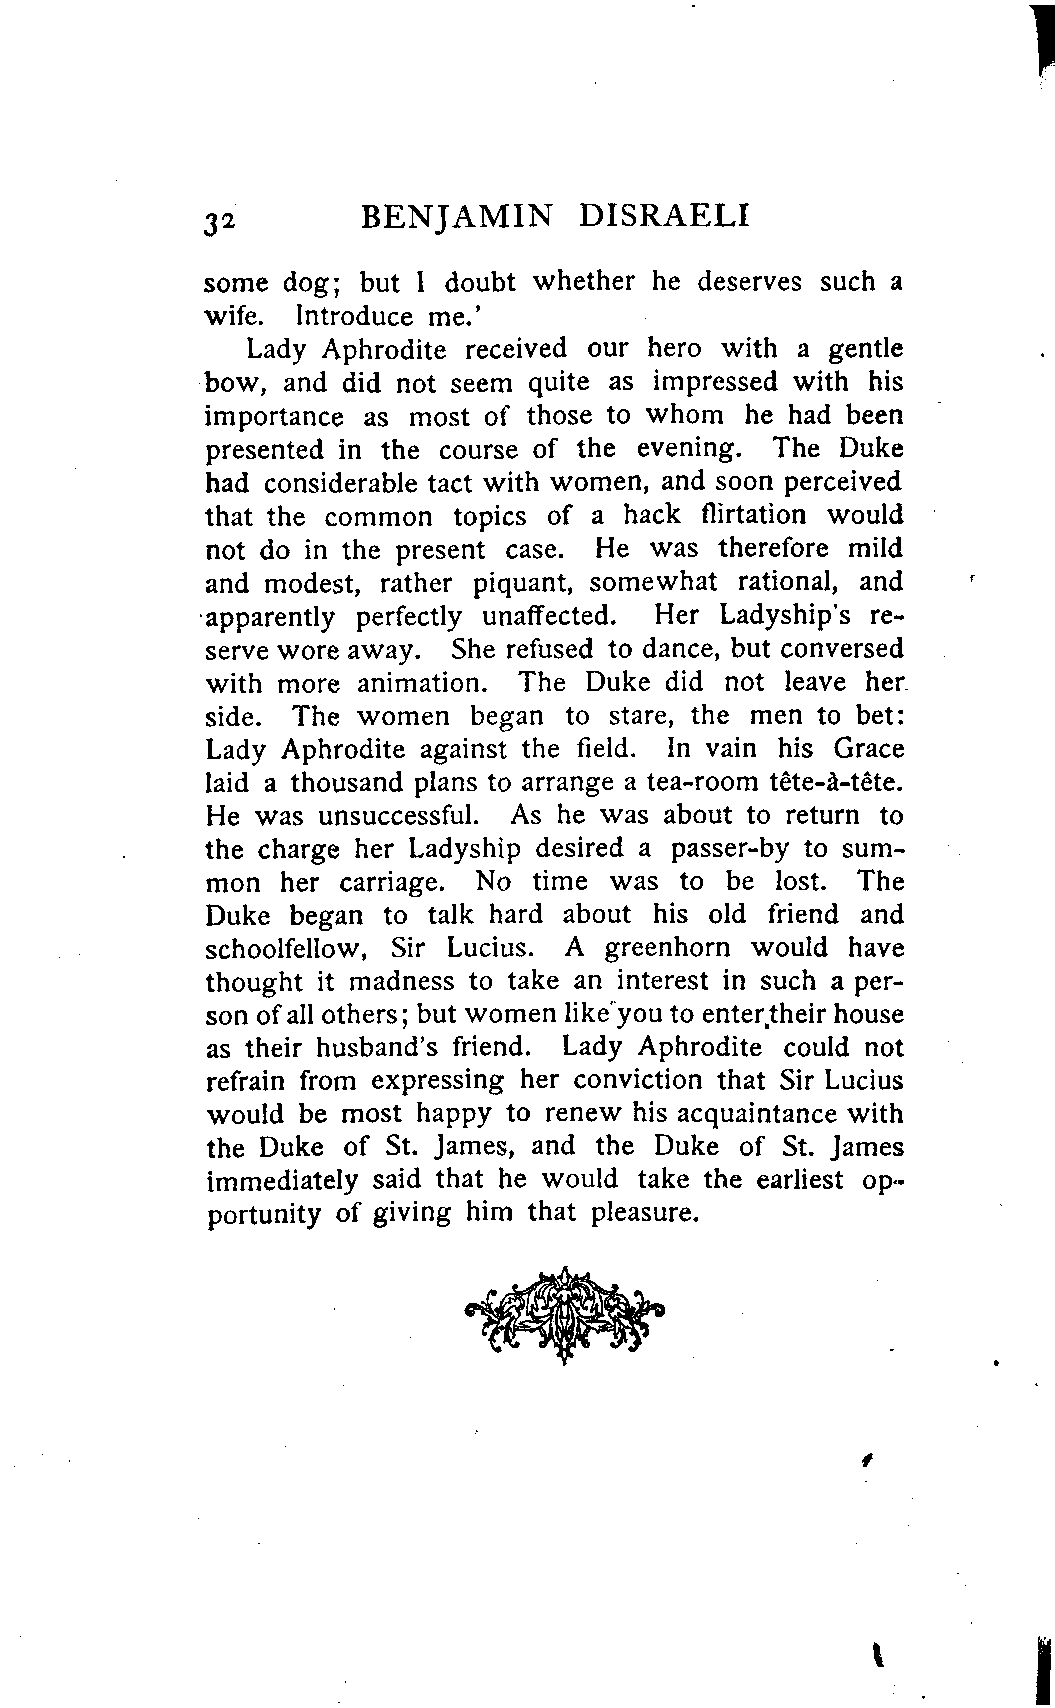 32 BENJAMIN DISRAELI
some dog; but I doubt whether he deserves such a
wife. Introduce me.'
Lady Aphrodite received our hero with a gentle
bow, and did not seem quite as impressed with his
importance as most of those to whom he had been
presented in the course of the evening. The Duke
had considerable tact with women, and soon perceived
that the common topics of a hack flirtation would
not do in the present case. He was therefore mild
and modest, rather piquant, somewhat rational, and
apparently perfectly unaffected. Her Ladyship's re-
serve wore away. She refused to dance, but conversed
with more animation. The Duke did not leave her
side. The women began to stare, the men to bet:
Lady Aphrodite against the field. In vain his Grace
laid a thousand plans to arrange a tea-room tête-à-tête.
He was unsuccessful. As he was about to return to
the charge her Ladyship desired a passer-by to sum-
mon her carriage. No time was to be lost. The
Duke began to talk hard about his old friend and
schoolfellow, Sir Lucius. A greenhorn would have
thought it madness to take an interest in such a per-
son of all others; but women like you to enter their house
as their husband's friend. Lady Aphrodite could not
refrain from expressing her conviction that Sir Lucius
would be most happy to renew his acquaintance with
the Duke of St. James, and the Duke of St. James
immediately said that he would take the earliest op-
portunity of giving him that pleasure.